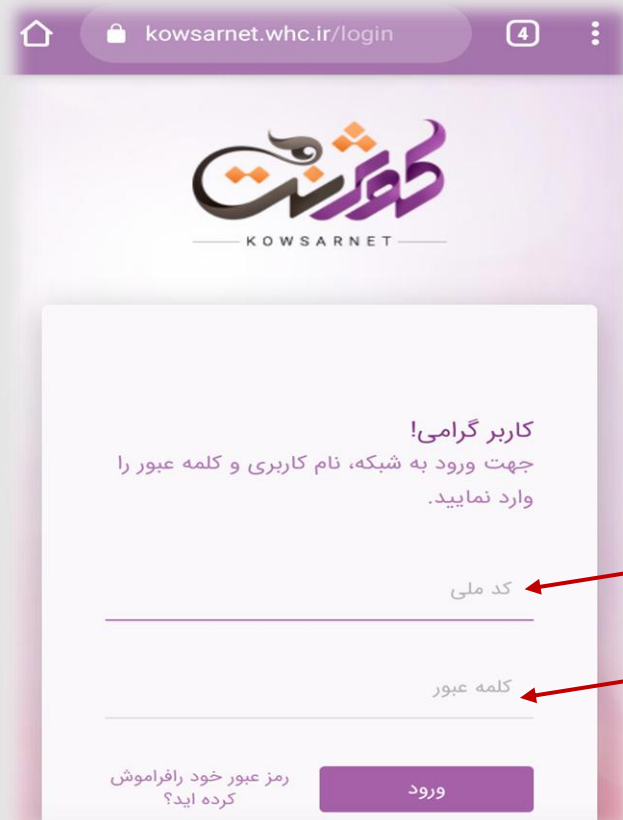 kowsarnet.whc.ir/login
4
کوثرنت
KOWSARNET
کاربر گرامی!
جهت ورود به شبکه، نام کاربری و کلمه عبور را
وارد نمایید.
کد ملی
کلمه عبور
ورود
رمز عبور خود رافراموش
کرده اید؟